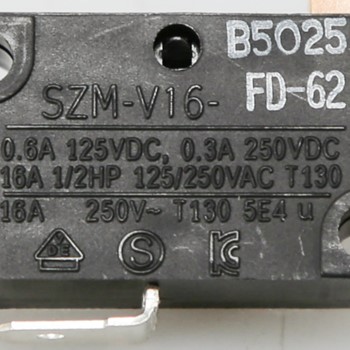 B5025
SZM-V16-
FD-62
0.6A 125VDC, 0.3A 250VDC
16A 1/2HP 125/250VAC T130
16A 250V~ T130 5E4 µ
S